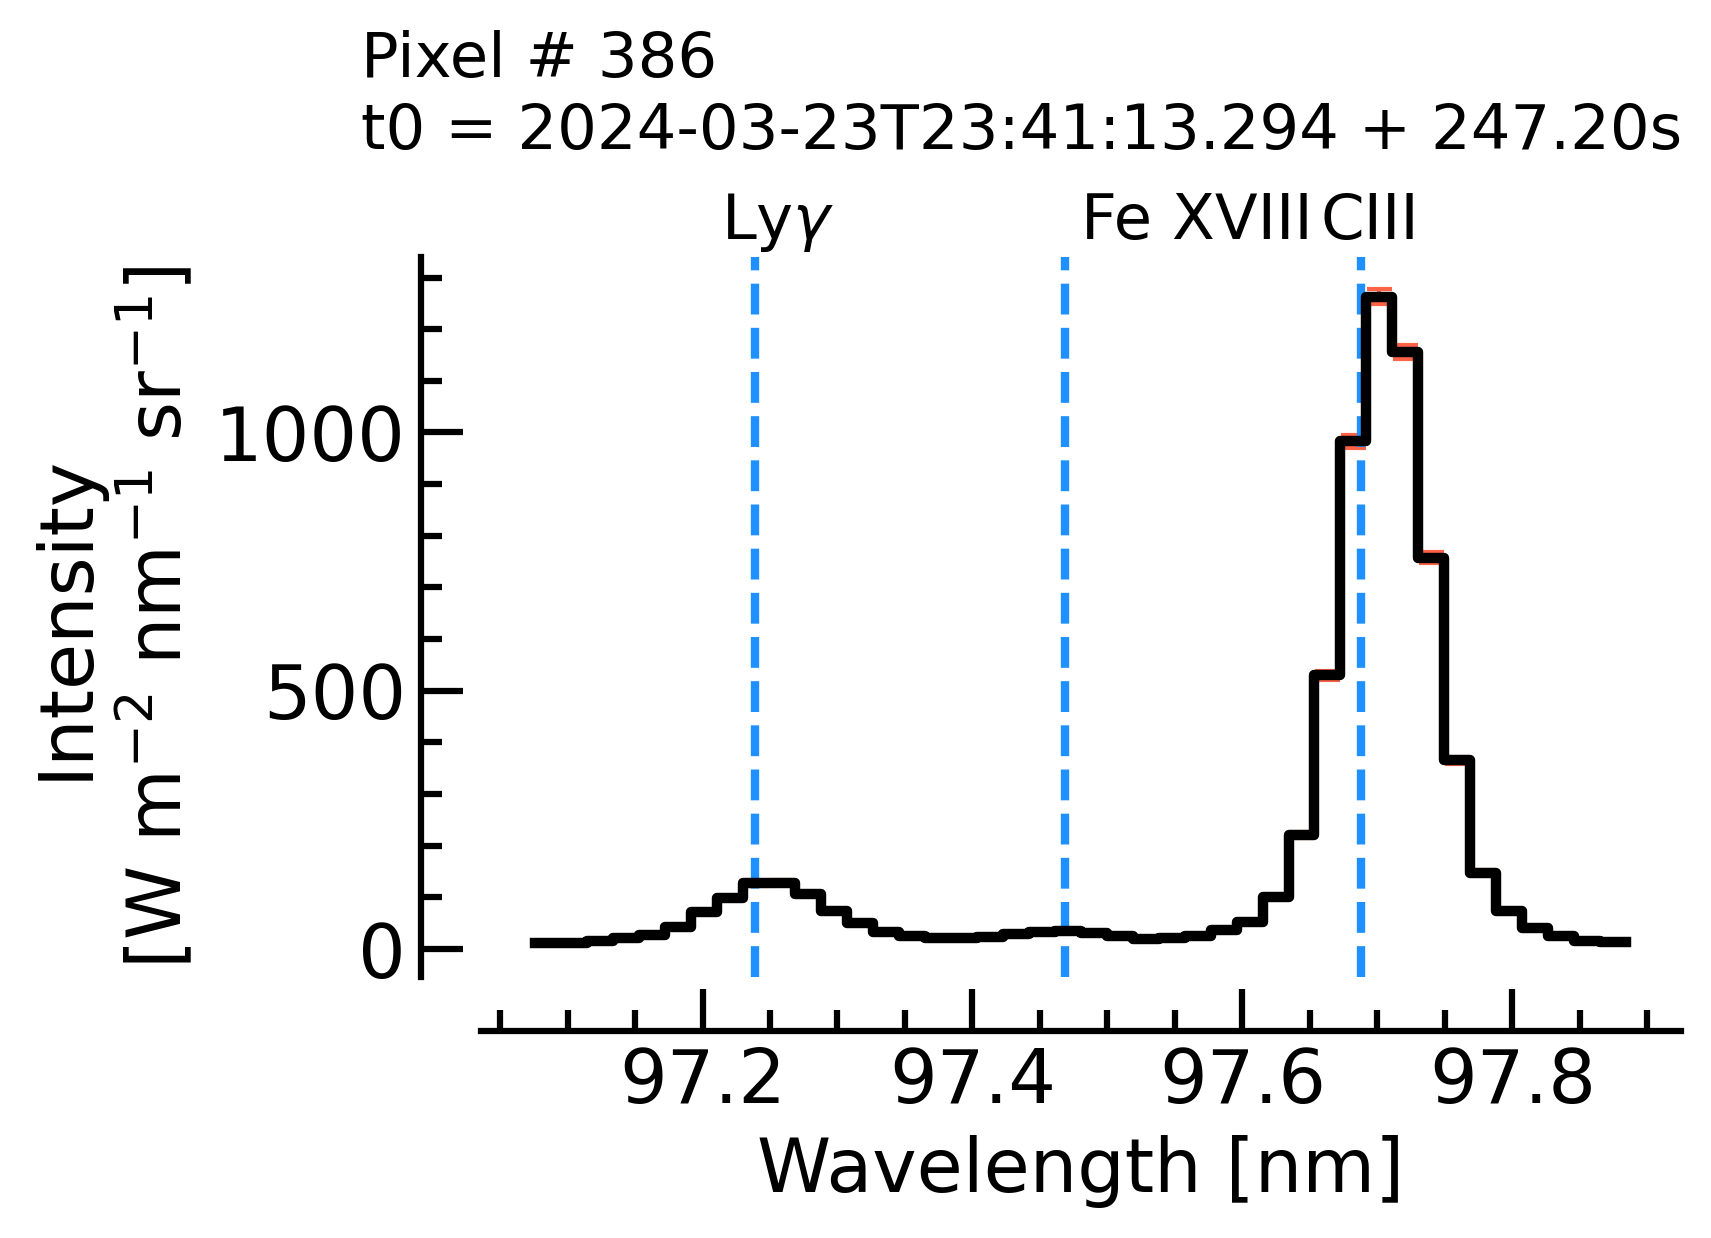 Pixel # 386
t0 = 2024-03-23T23:41:13.294 + 247.20s
Lyγ Fe XVIII CIII
Intensity
[W m⁻² nm⁻¹ sr⁻¹]
1000
500
0
97.2 97.4 97.6 97.8
Wavelength [nm]